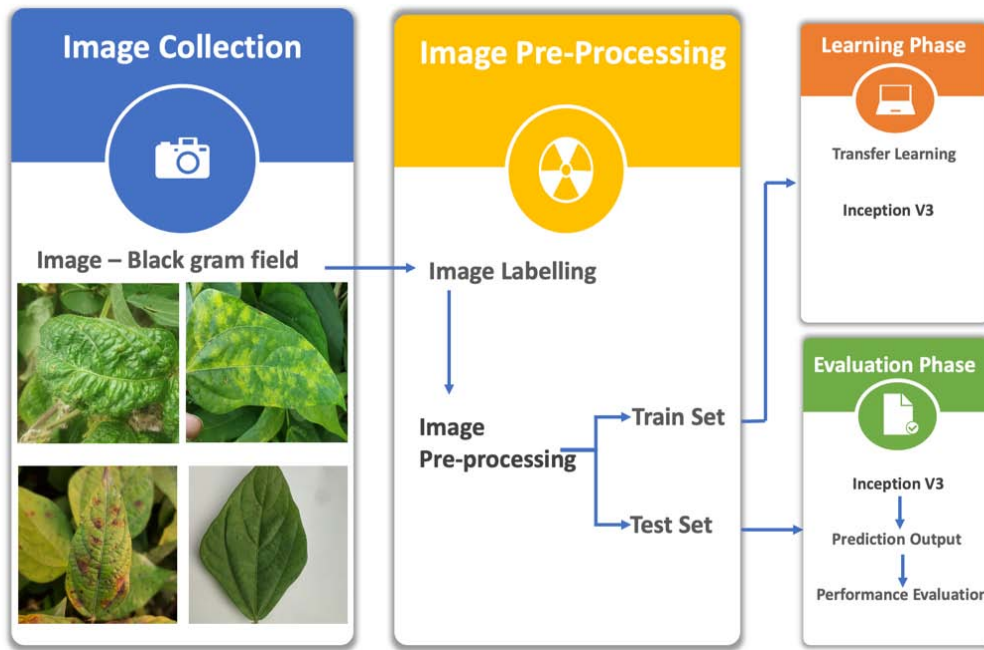 Image Collection
Image – Black gram field
Image Pre-Processing
Image Labelling
Image
Pre-processing
Train Set
Test Set
Learning Phase
Transfer Learning
Inception V3
Evaluation Phase
Inception V3
Prediction Output
Performance Evaluation